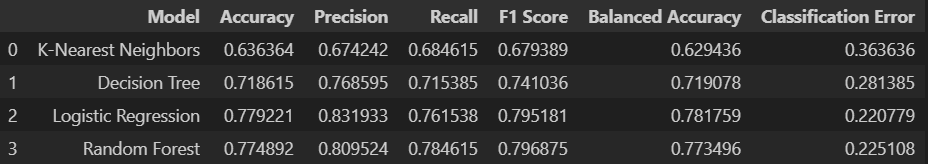 Model Accuracy Precision Recall F1 Score Balanced Accuracy Classification Error
0 K-Nearest Neighbors 0.636364 0.674242 0.684615 0.679389 0.629436 0.363636
1 Decision Tree 0.718615 0.768595 0.715385 0.741036 0.719078 0.281385
2 Logistic Regression 0.779221 0.831933 0.761538 0.795181 0.781759 0.220779
3 Random Forest 0.774892 0.809524 0.784615 0.796875 0.773496 0.225108